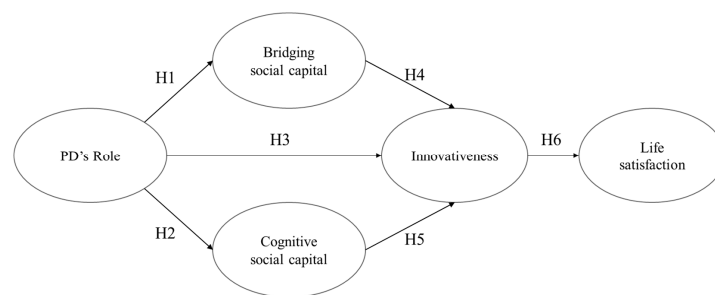 Bridging
social capital
H1
H4
PD's Role
H3
Innovativeness
H6
Life
satisfaction
H2
Cognitive
social capital
H5